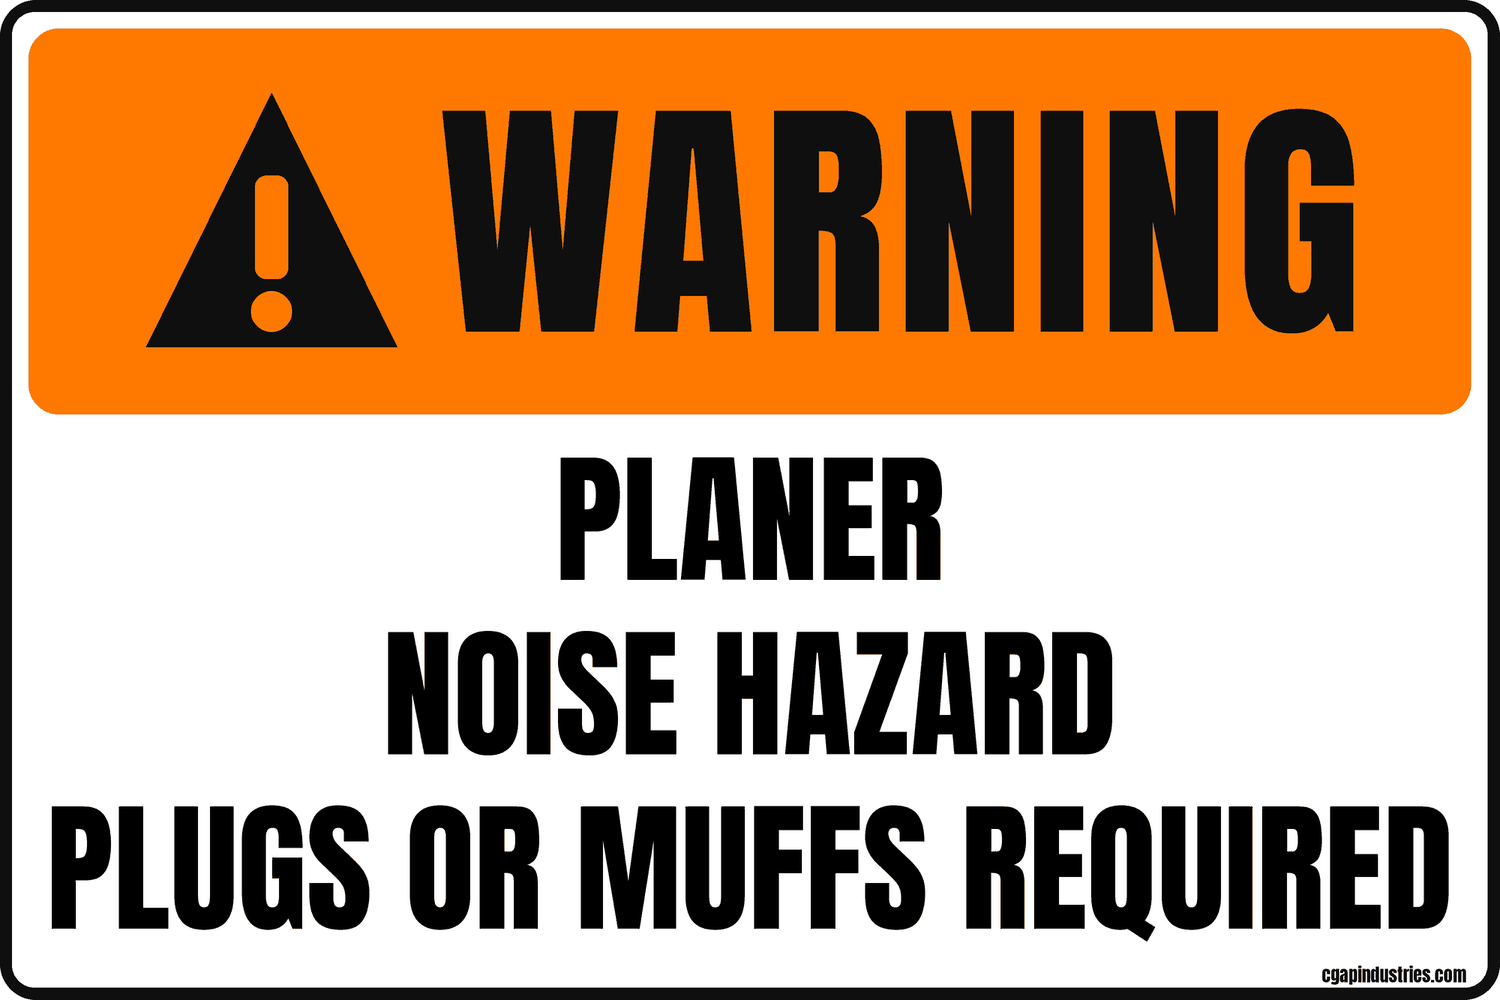 WARNING
PLANER
NOISE HAZARD
PLUGS OR MUFFS REQUIRED
cgapindustries.com